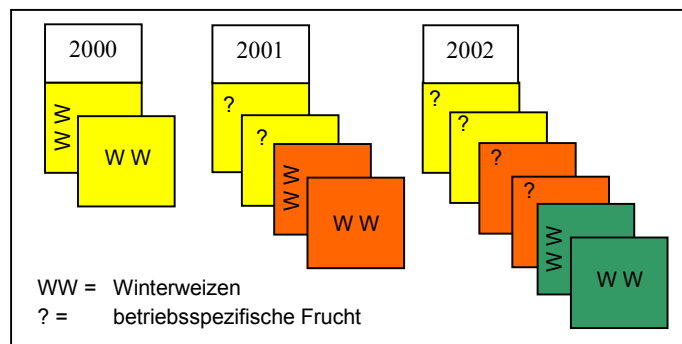 2000
W W
W W
2001
?
?
W W
W W
2002
?
?
?
?
W W
W W
WW = Winterweizen
? = betriebsspezifische Frucht